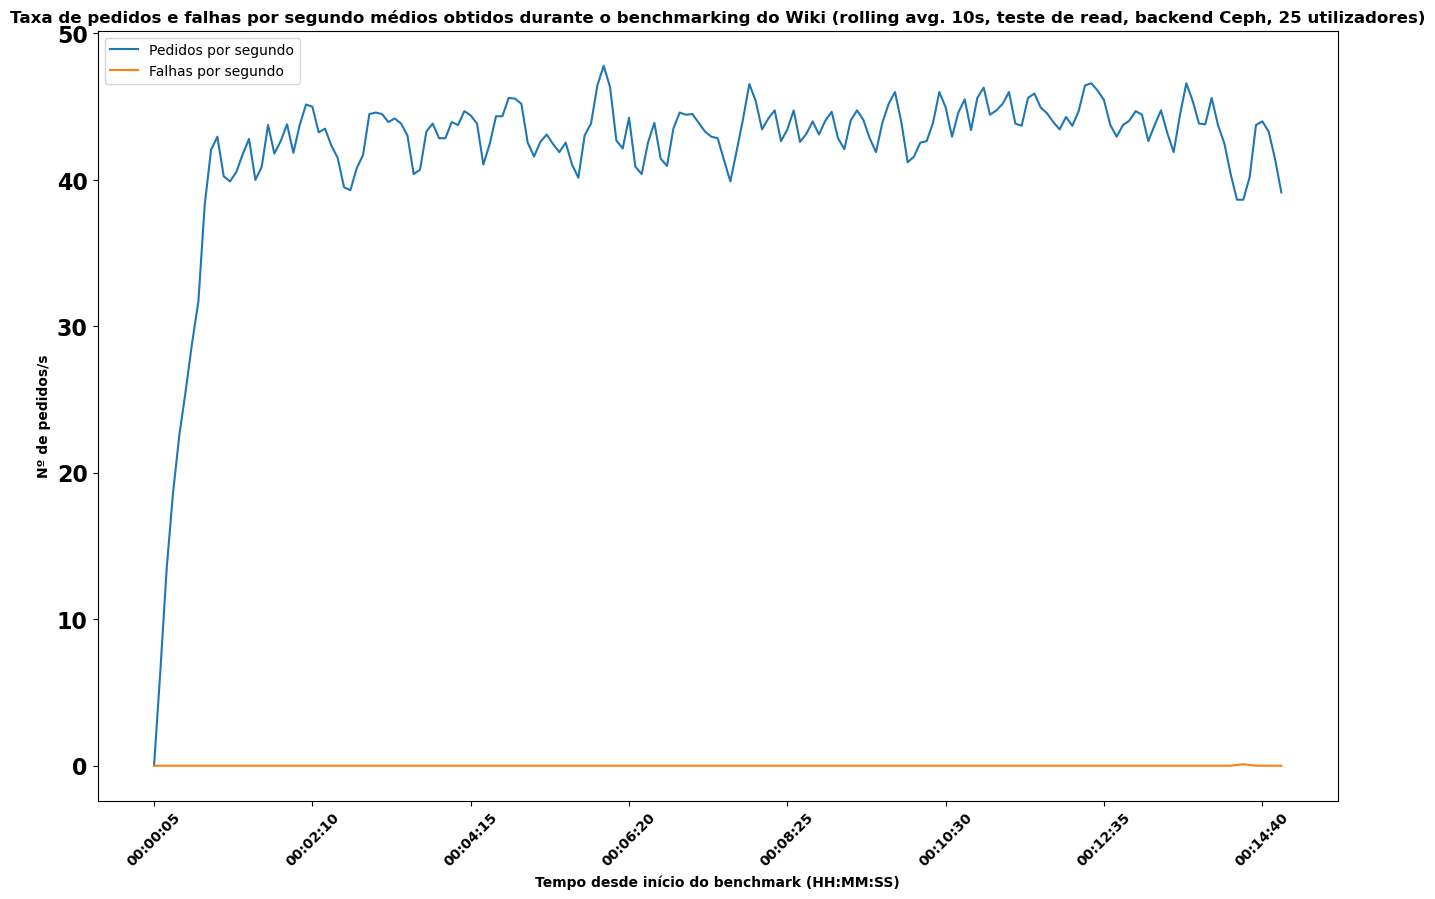 Taxa de pedidos e falhas por segundo médios obtidos durante o benchmarking do Wiki (rolling avg. 10s, teste de read, backend Ceph, 25 utilizadores)
Pedidos por segundo
Falhas por segundo
50
40
30
20
10
0
Nº de pedidos/s
00:00:05
00:02:10
00:04:15
00:06:20
00:08:25
00:10:30
00:12:35
00:14:40
Tempo desde início do benchmark (HH:MM:SS)